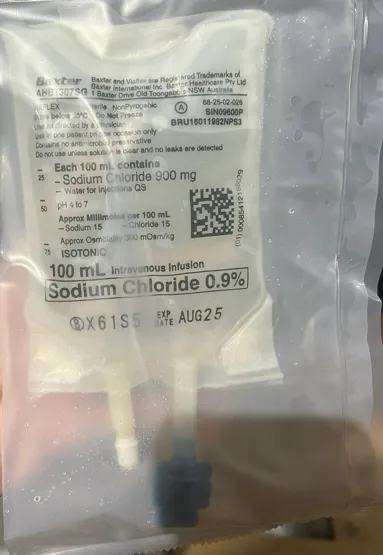 Baxter
Baxter and Viaflex are Registered Trademarks of
Baxter International Inc. Baxter Healthcare Pty Ltd
1 Baxter Drive Old Toongabbie NSW Australia
AHB1307SG
Sterile NonPyrogenic
Do Not Freeze
68-25-02-026
SIN09600P
BRU16011982NPS3
Use as directed by a physician
Use in one patient on one occasion only
Contains no antimicrobial preservative
Do not use unless solution is clear and no leaks are detected
Each 100 mL contains
25
– Sodium Chloride 900 mg
– Water for Injections QS
50
pH 4 to 7
Approx Millimoles per 100 mL
– Sodium 15 – Chloride 15
Approx Osmolality 300 mOsm/kg
75
ISOTONIC
100 mL Intravenous Infusion
Sodium Chloride 0.9%
X61S5 EXP DATE AUG25